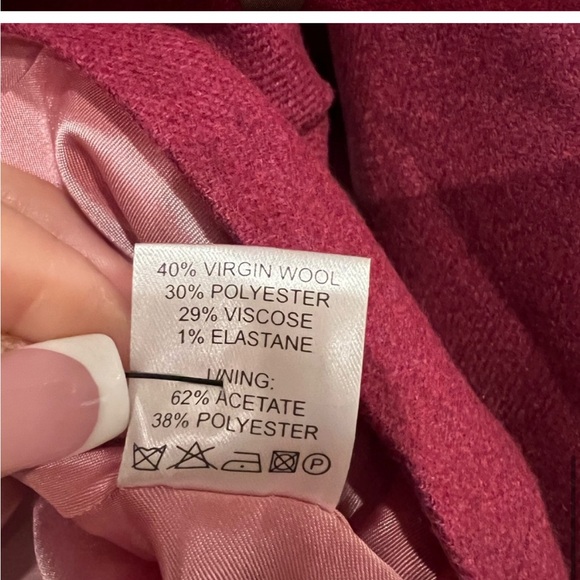 40% VIRGIN WOOL
30% POLYESTER
29% VISCOSE
1% ELASTANE
LINING:
62% ACETATE
38% POLYESTER
P